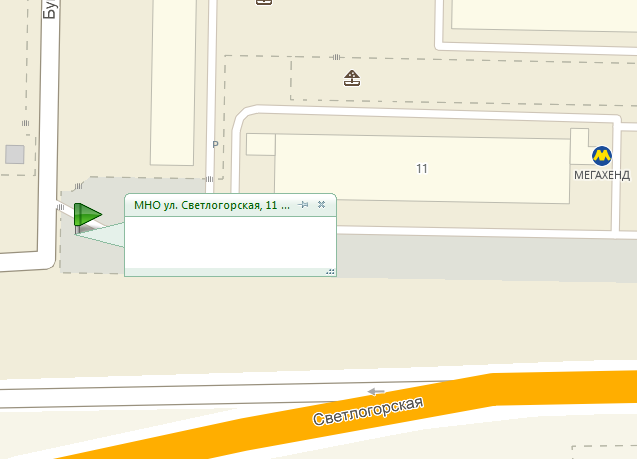 Бу
P
11
МЕГАХЕНД
МНО ул. Светлогорская, 11 ...
Светлогорская